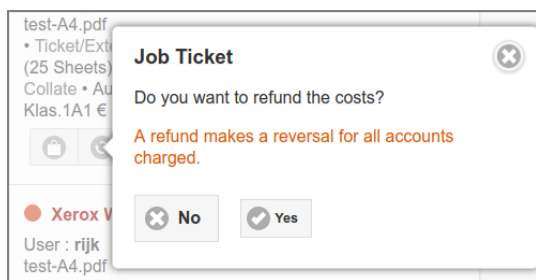 test-A4.pdf
• Ticket/Exte
(25 Sheets)
Collate • Au
Klas.1A1 €
Job Ticket
Do you want to refund the costs?
A refund makes a reversal for all accounts
charged.
No
Yes
Xerox W
User : rijk
test-A4.pdf